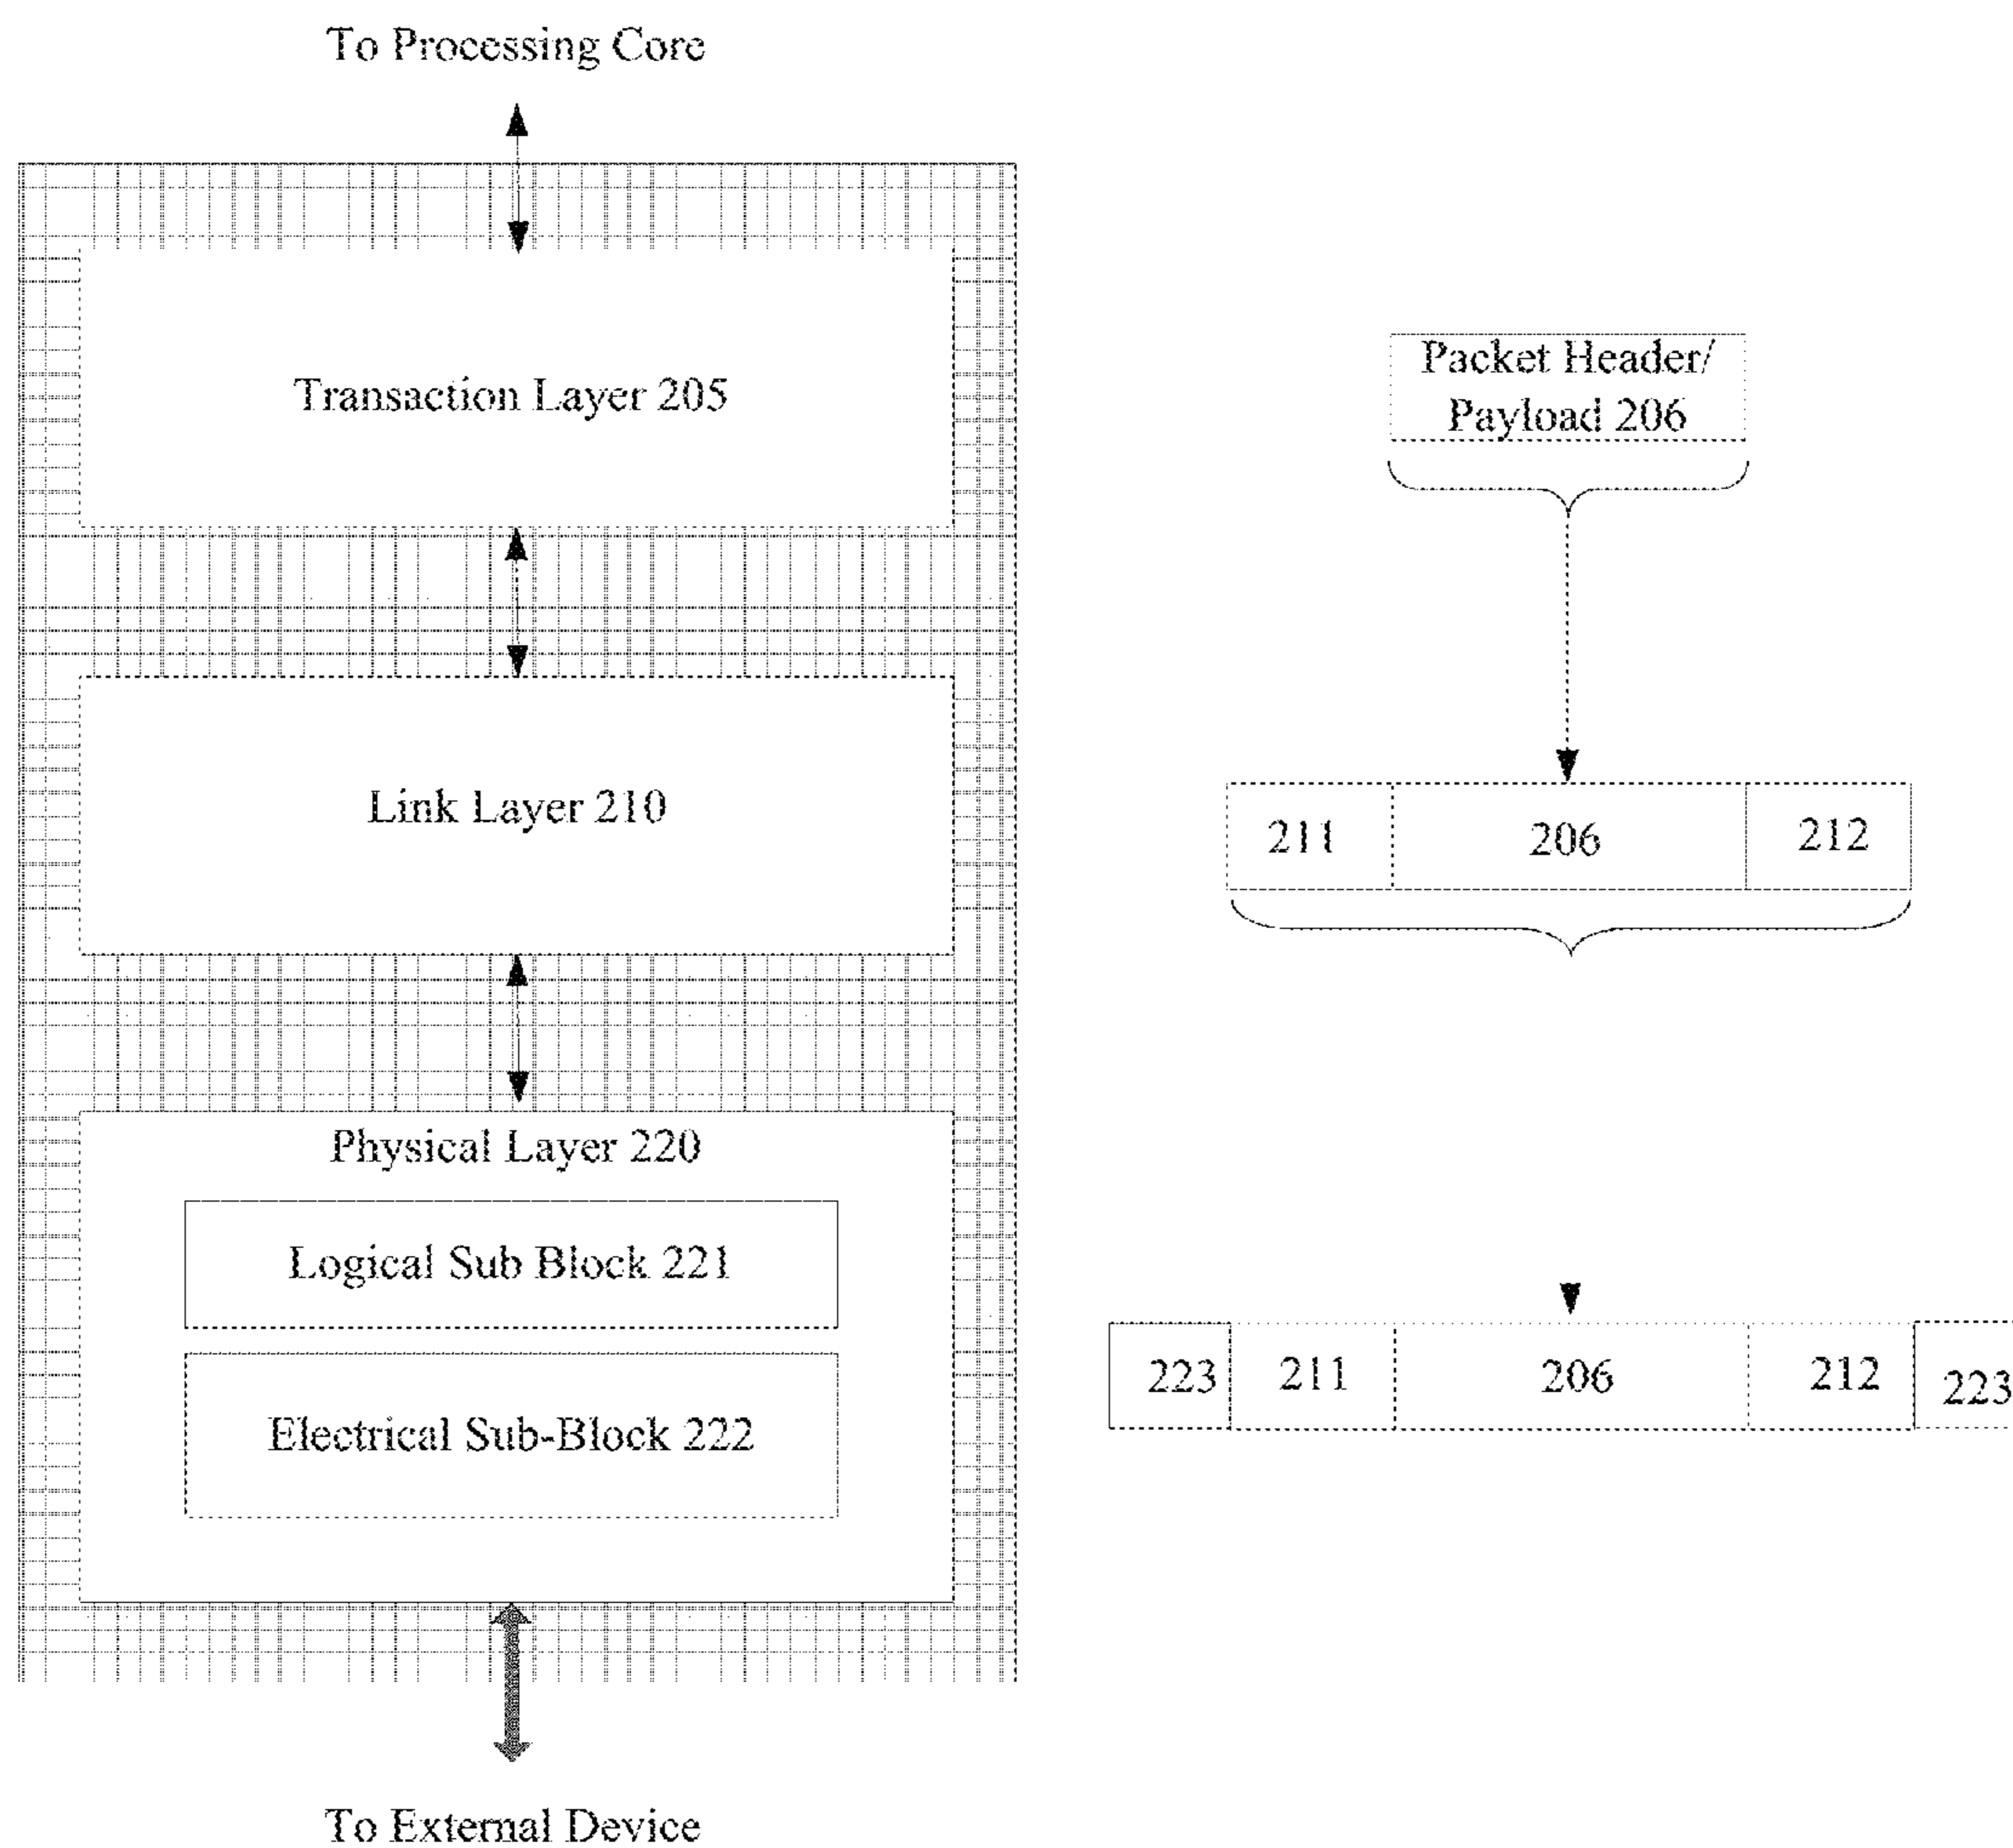 To Processing Core
Transaction Layer 205
Packet Header/
Payload 206
Link Layer 210
211 206 212
Physical Layer 220
Logical Sub Block 221
Electrical Sub-Block 222
223 211 206 212 223
To External Device